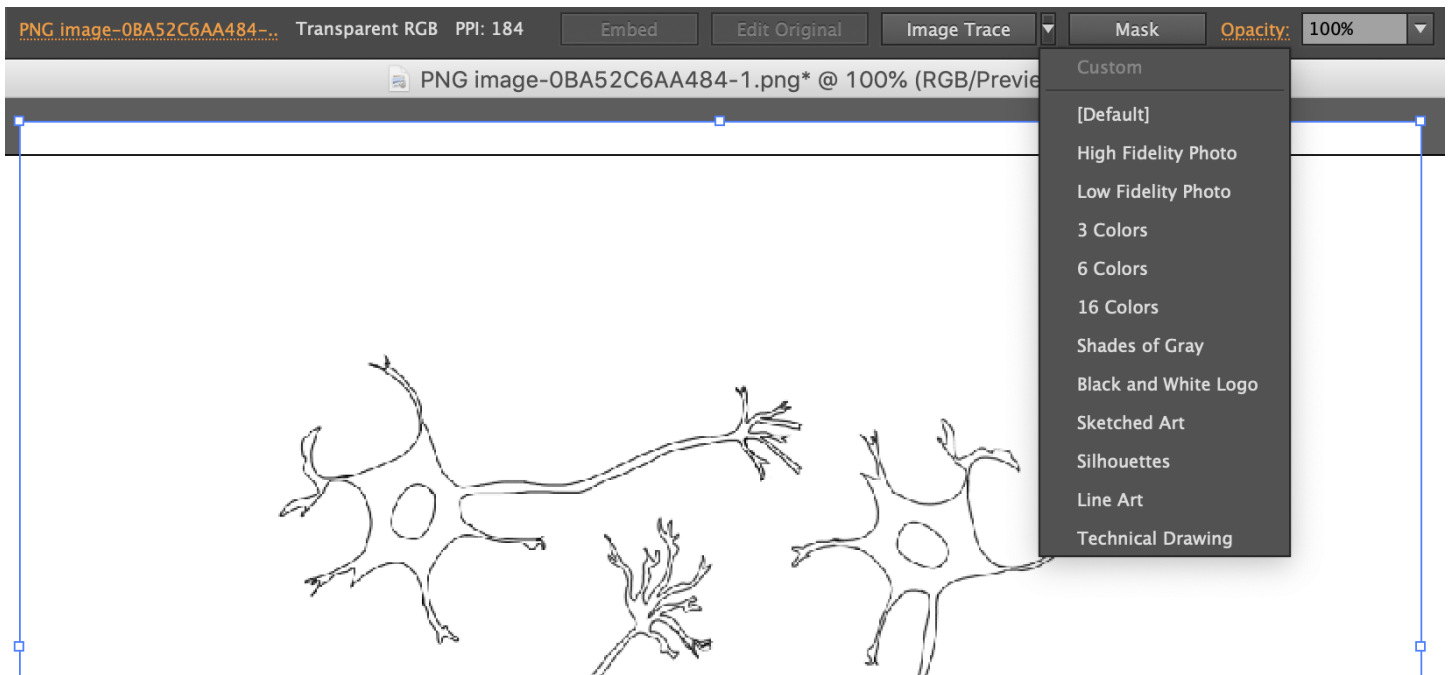 PNG image-0BA52C6AA484-.. Transparent RGB PPI: 184 Embed Edit Original Image Trace Mask Opacity: 100%
PNG image-0BA52C6AA484-1.png* @ 100% (RGB/Previe
Custom
[Default]
High Fidelity Photo
Low Fidelity Photo
3 Colors
6 Colors
16 Colors
Shades of Gray
Black and White Logo
Sketched Art
Silhouettes
Line Art
Technical Drawing